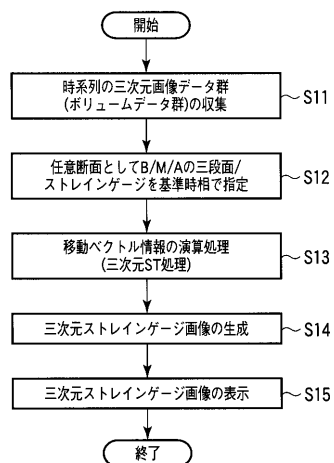 開始
時系列の三次元画像データ群
(ボリュームデータ群)の収集
S11
任意断面としてB/M/Aの三段面/
ストレインゲージを基準時相で指定
S12
移動ベクトル情報の演算処理
(三次元ST処理)
S13
三次元ストレインゲージ画像の生成
S14
三次元ストレインゲージ画像の表示
S15
終了